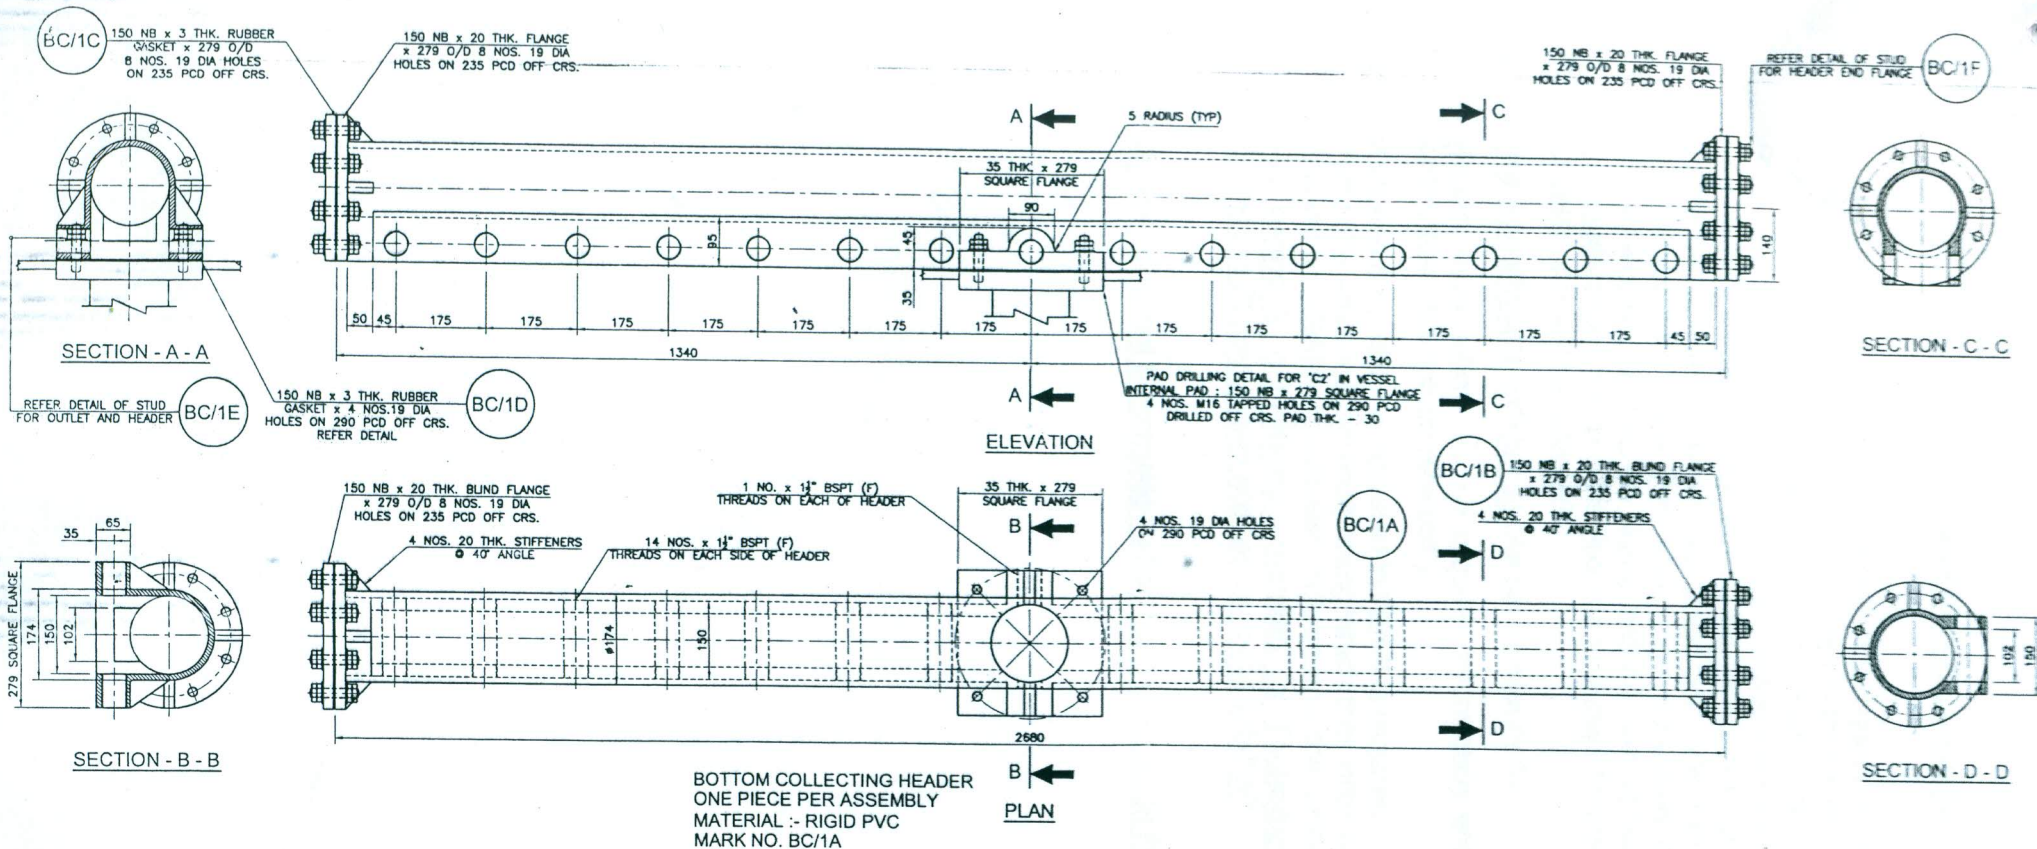 BC/1C
150 NB x 3 THK. RUBBER
GASKET x 279 O/D
8 NOS. 19 DIA HOLES
ON 235 PCD OFF CRS.
150 NB x 20 THK. FLANGE
x 279 O/D 8 NOS. 19 DIA
HOLES ON 235 PCD OFF CRS.
150 NB x 20 THK. FLANGE
x 279 O/D 8 NOS. 19 DIA
HOLES ON 235 PCD OFF CRS.
REFER DETAIL OF STUD
FOR HEADER END FLANGE
BC/1F
A
C
5 RADIUS (TYP)
35 THK. x 279
SQUARE FLANGE
90
45
95
35
140
50 45 175 175 175 175 175 175 175 175 175 175 175 175 175 175 45 50
1340
1340
SECTION - A - A
SECTION - C - C
REFER DETAIL OF STUD
FOR OUTLET AND HEADER
BC/1E
150 NB x 3 THK. RUBBER
GASKET x 4 NOS.19 DIA
HOLES ON 290 PCD OFF CRS.
REFER DETAIL
BC/1D
A
C
PAD DRILLING DETAIL FOR "C2" IN VESSEL
INTERNAL PAD : 150 NB x 279 SQUARE FLANGE
4 NOS. M16 TAPPED HOLES ON 290 PCD
DRILLED OFF CRS. PAD THK. - 30
ELEVATION
150 NB x 20 THK. BLIND FLANGE
x 279 O/D 8 NOS. 19 DIA
HOLES ON 235 PCD OFF CRS.
4 NOS. 20 THK. STIFFENERS
@ 40° ANGLE
1 NO. x 1½" BSPT (F)
THREADS ON EACH OF HEADER
14 NOS. x 1½" BSPT (F)
THREADS ON EACH SIDE OF HEADER
35 THK. x 279
SQUARE FLANGE
B
4 NOS. 19 DIA HOLES
ON 290 PCD OFF CRS
BC/1A
BC/1B
150 NB x 20 THK. BLIND FLANGE
x 279 O/D 8 NOS. 19 DIA
HOLES ON 235 PCD OFF CRS.
4 NOS. 20 THK. STIFFENERS
@ 40° ANGLE
D
65
35
279 SQUARE FLANGE
174
150
102
ø174
150
102
D
2680
B
SECTION - B - B
SECTION - D - D
BOTTOM COLLECTING HEADER
ONE PIECE PER ASSEMBLY
MATERIAL :- RIGID PVC
MARK NO. BC/1A
PLAN